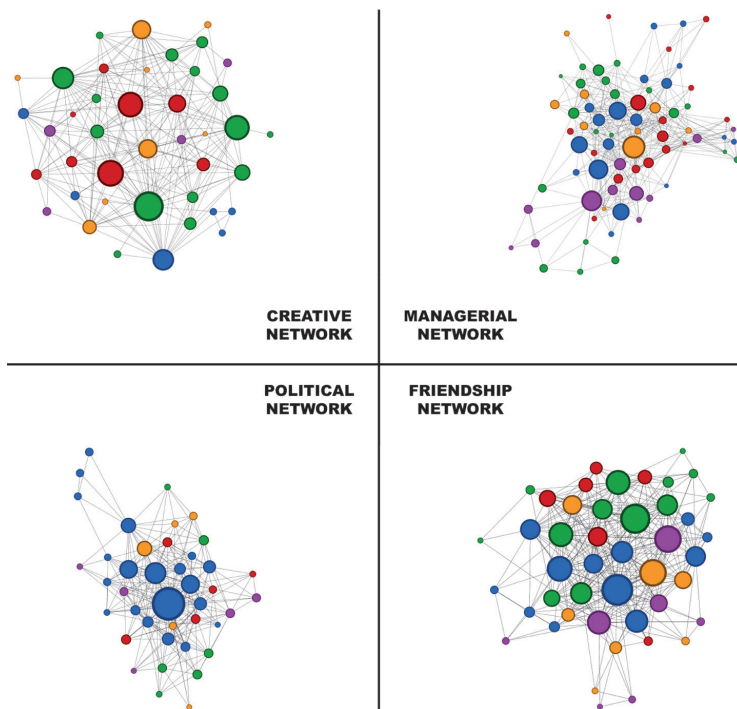 CREATIVE
NETWORK
MANAGERIAL
NETWORK
POLITICAL
NETWORK
FRIENDSHIP
NETWORK